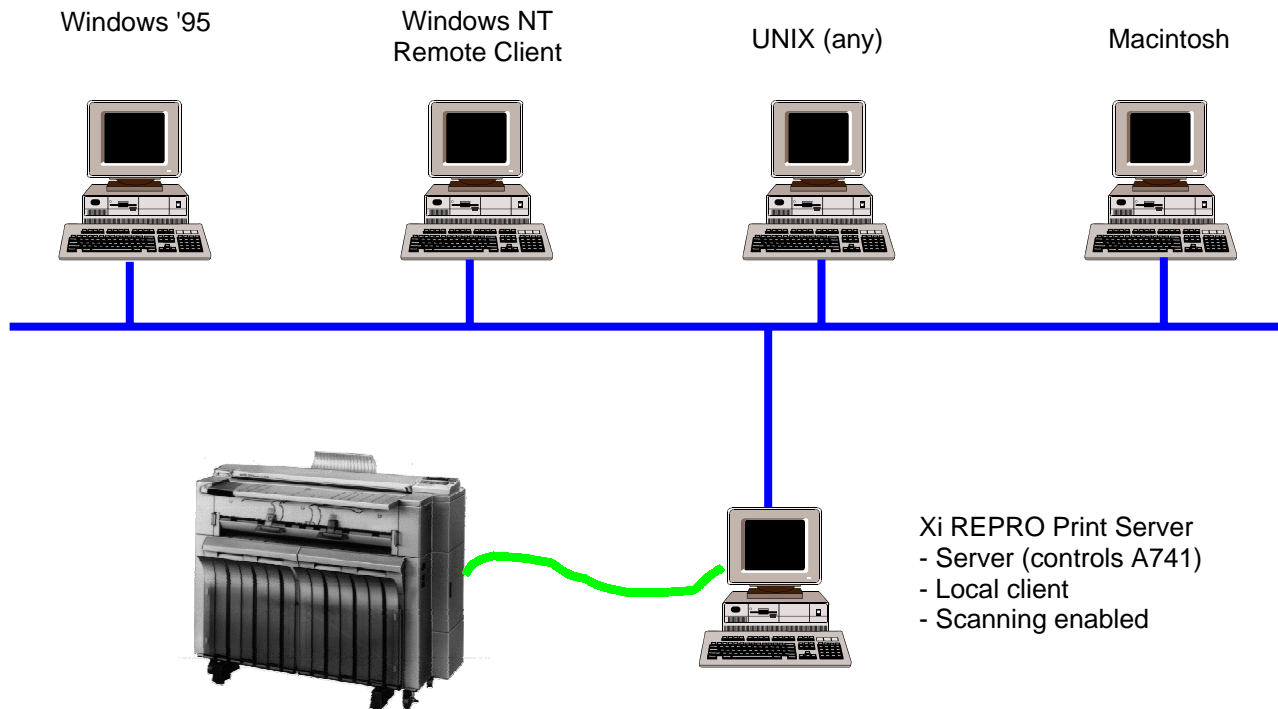 Windows '95
Windows NT
Remote Client
UNIX (any)
Macintosh
Xi REPRO Print Server
- Server (controls A741)
- Local client
- Scanning enabled